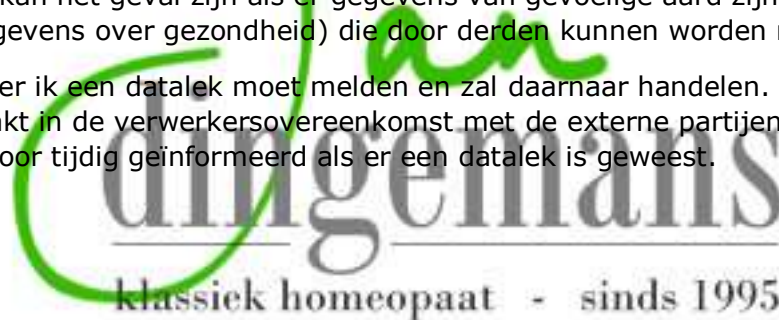 kan het geval zijn als er gegevens van gevoelige aard zijn
gevens over gezondheid) die door derden kunnen worden
er ik een datalek moet melden en zal daarnaar handelen.
kt in de verwerkersovereenkomst met de externe partijen
oor tijdig geïnformeerd als er een datalek is geweest.
Jan
dingemans
klassiek homeopaat - sinds 1995